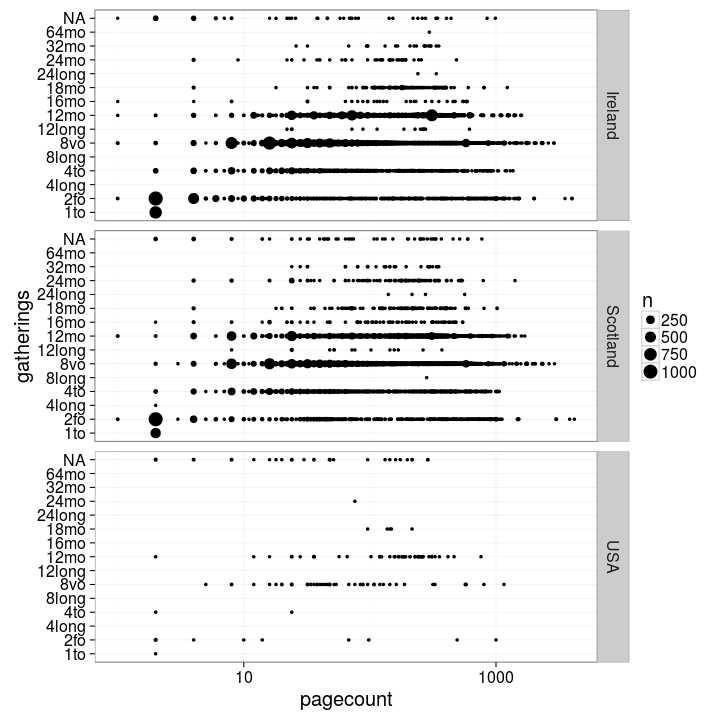 NA
64mo
32mo
24mo
24long
18mo
16mo
12mo
12long
8vo
8long
4to
4long
2fo
1to
Ireland
NA
64mo
32mo
24mo
24long
18mo
16mo
12mo
12long
8vo
8long
4to
4long
2fo
1to
Scotland
NA
64mo
32mo
24mo
24long
18mo
16mo
12mo
12long
8vo
8long
4to
4long
2fo
1to
USA
gatherings
10
1000
pagecount
n
250
500
750
1000